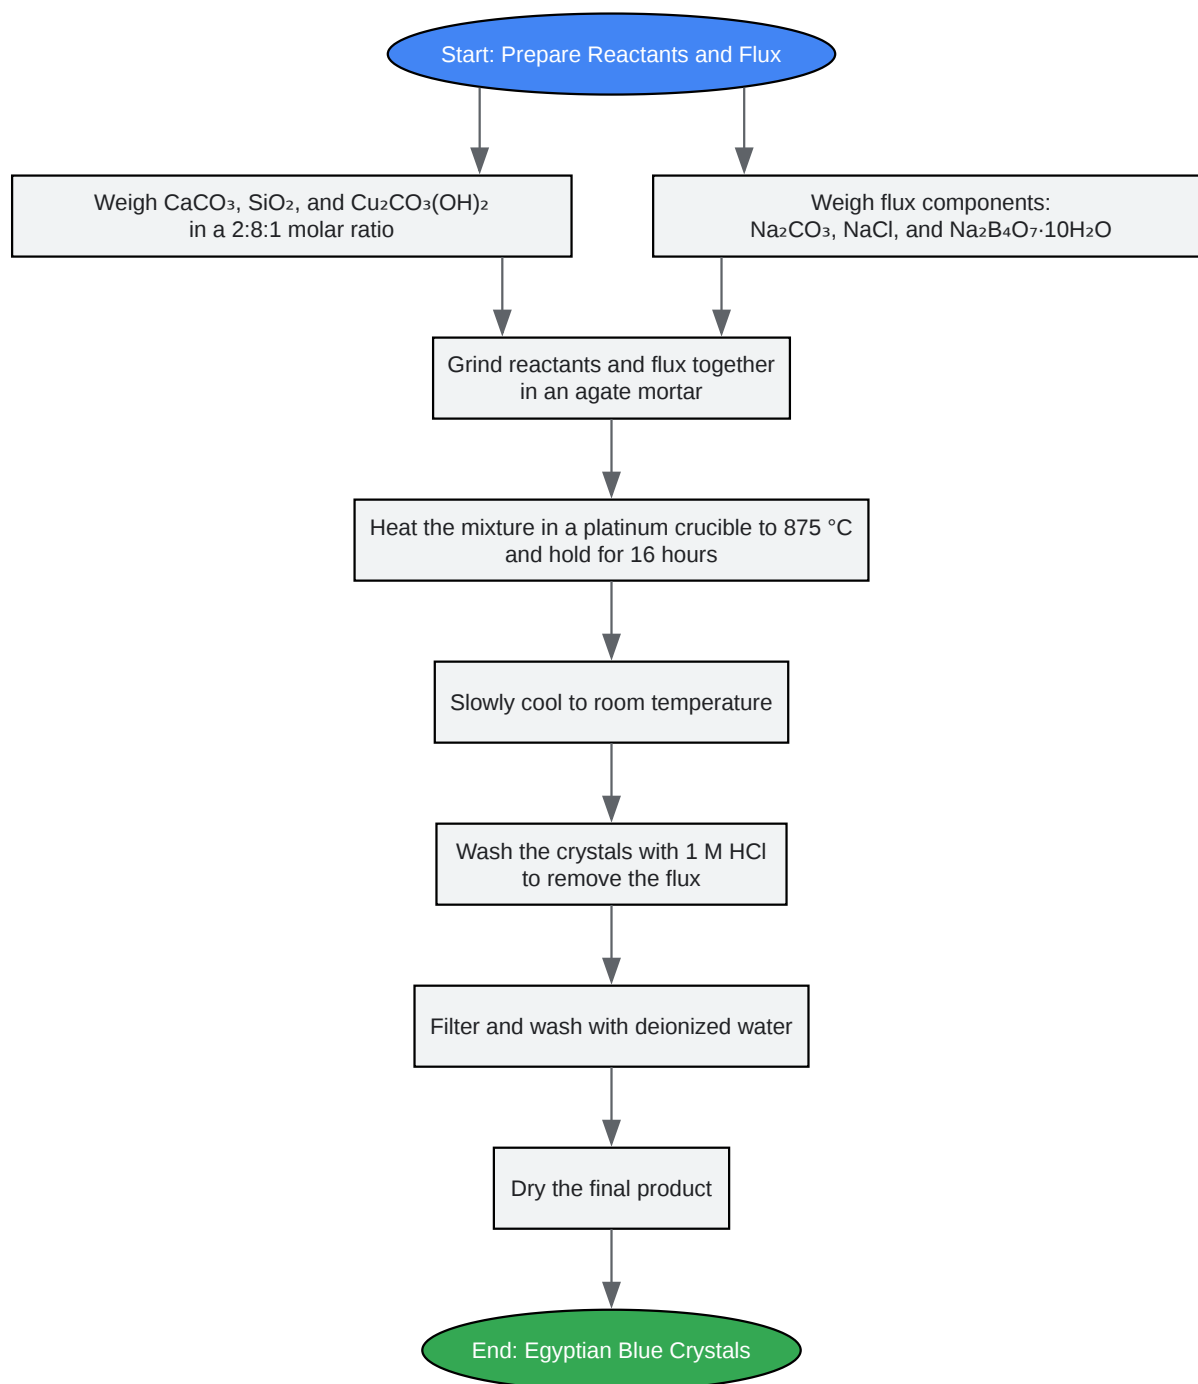 Start: Prepare Reactants and Flux
Weigh CaCO₃, SiO₂, and Cu₂CO₃(OH)₂
in a 2:8:1 molar ratio
Weigh flux components:
Na₂CO₃, NaCl, and Na₂B₄O₇·10H₂O
Grind reactants and flux together
in an agate mortar
Heat the mixture in a platinum crucible to 875 °C
and hold for 16 hours
Slowly cool to room temperature
Wash the crystals with 1 M HCl
to remove the flux
Filter and wash with deionized water
Dry the final product
End: Egyptian Blue Crystals